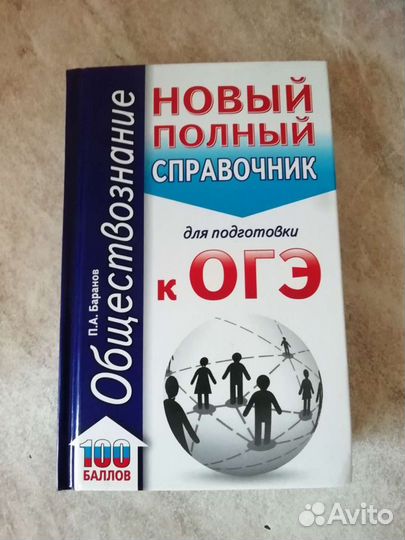 НОВЫЙ
ПОЛНЫЙ
СПРАВОЧНИК
для подготовки
к ОГЭ
Обществознание
П.А. Баранов
100
БАЛЛОВ
Avito